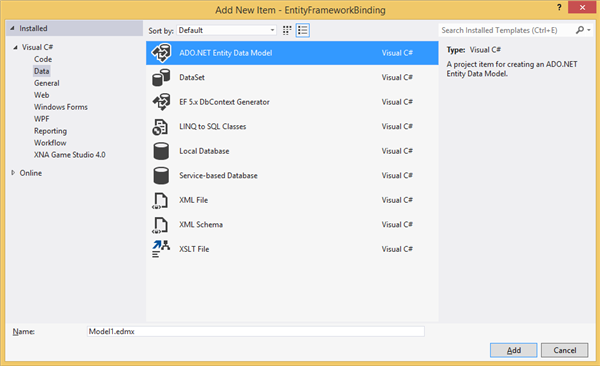 Add New Item - EntityFrameworkBinding
Installed
Sort by: Default
Search Installed Templates (Ctrl+E)
Visual C#
Code
Data
General
Web
Windows Forms
WPF
Reporting
Workflow
XNA Game Studio 4.0
Online
ADO.NET Entity Data Model Visual C#
DataSet Visual C#
EF 5.x DbContext Generator Visual C#
LINQ to SQL Classes Visual C#
Local Database Visual C#
Service-based Database Visual C#
XML File Visual C#
XML Schema Visual C#
XSLT File Visual C#
Type: Visual C#
A project item for creating an ADO.NET
Entity Data Model.
Name: Model1.edmx
Add Cancel